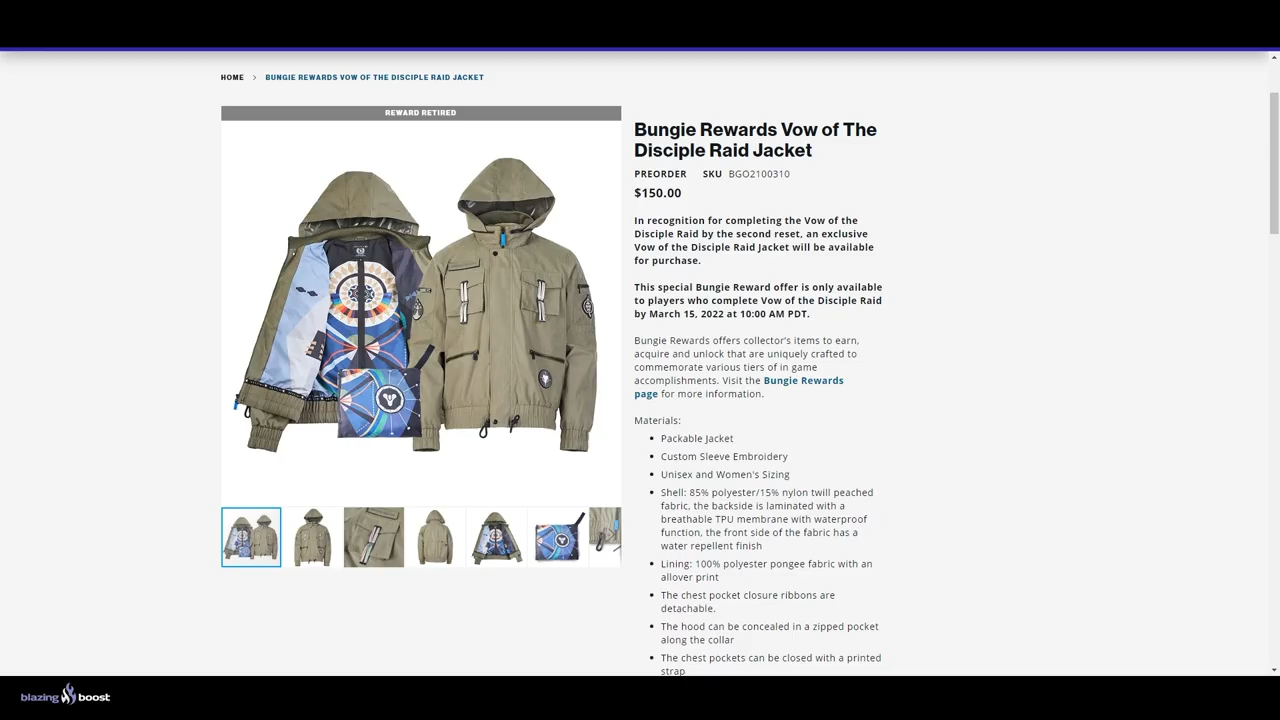 HOME > BUNGIE REWARDS VOW OF THE DISCIPLE RAID JACKET
REWARD RETIRED
Bungie Rewards Vow of The
Disciple Raid Jacket
PREORDER SKU BGO2100310
$150.00
In recognition for completing the Vow of the
Disciple Raid by the second reset, an exclusive
Vow of the Disciple Raid Jacket will be available
for purchase.
This special Bungie Reward offer is only available
to players who complete Vow of the Disciple Raid
by March 15, 2022 at 10:00 AM PDT.
Bungie Rewards offers collector's items to earn,
acquire and unlock that are uniquely crafted to
commemorate various tiers of in game
accomplishments. Visit the Bungie Rewards
page for more information.
Materials:
• Packable Jacket
• Custom Sleeve Embroidery
• Unisex and Women's Sizing
• Shell: 85% polyester/15% nylon twill peached
fabric, the backside is laminated with a
breathable TPU membrane with waterproof
function, the front side of the fabric has a
water repellent finish
• Lining: 100% polyester pongee fabric with an
allover print
• The chest pocket closure ribbons are
detachable.
• The hood can be concealed in a zipped pocket
along the collar
• The chest pockets can be closed with a printed
strap
blazing boost